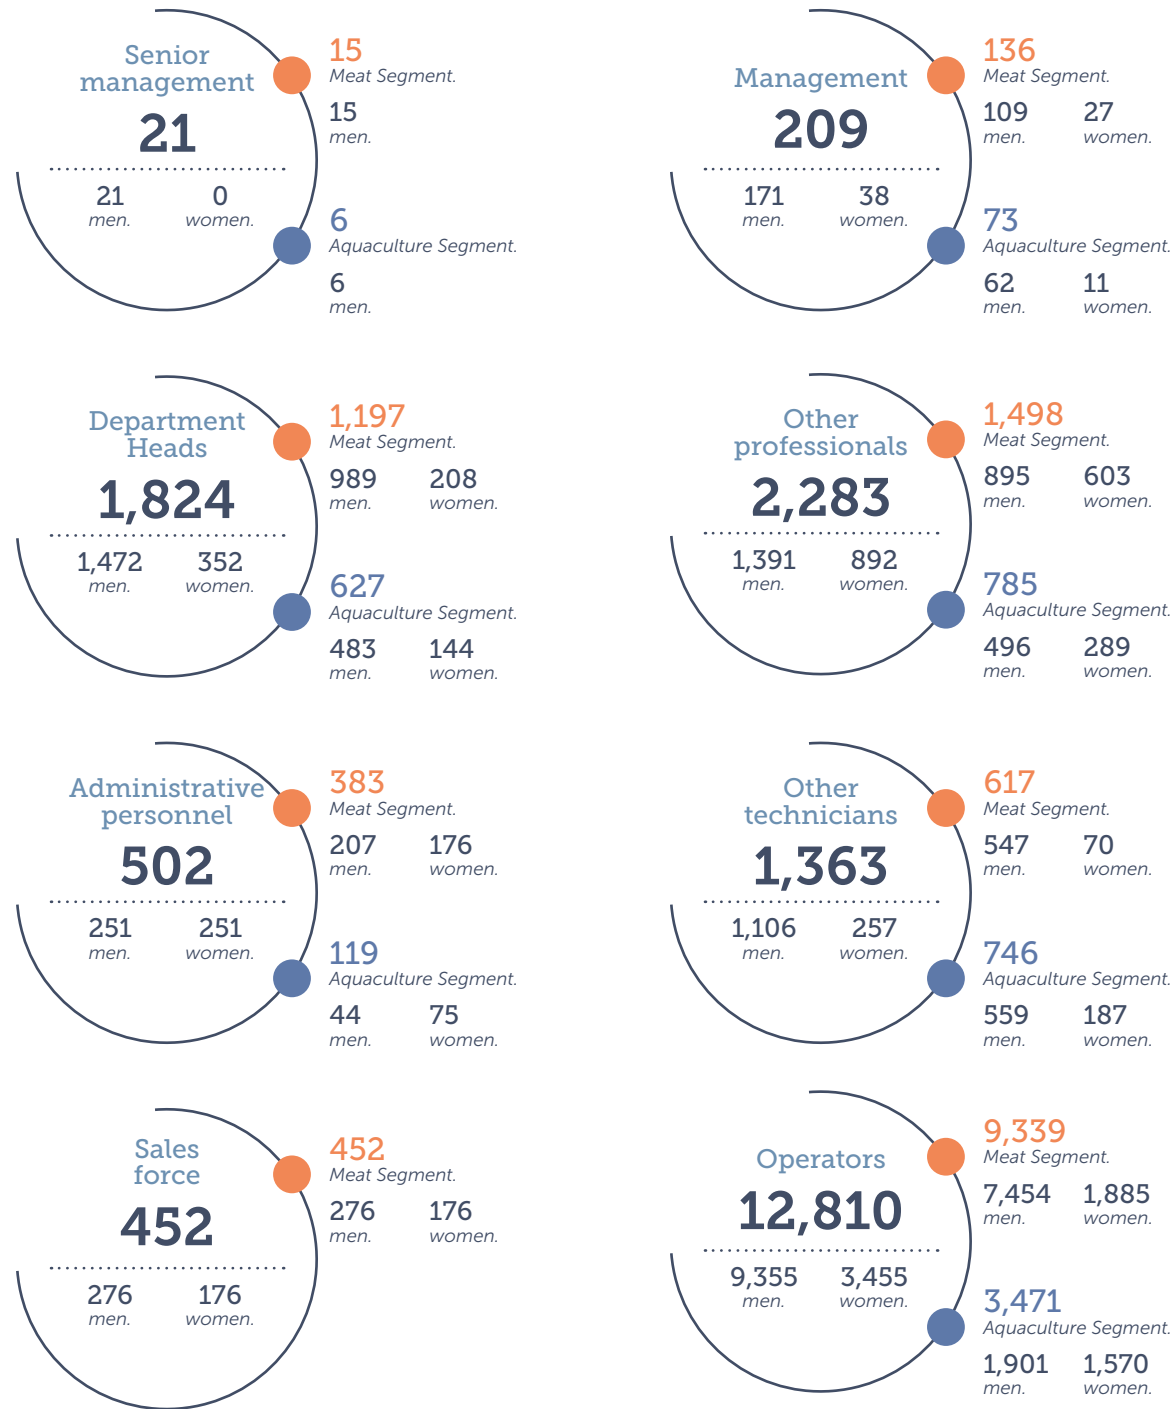 Senior
management
21
21 0
men. women.
15
Meat Segment.
15
men.
6
Aquaculture Segment.
6
men.
Management
209
171 38
men. women.
136
Meat Segment.
109 27
men. women.
73
Aquaculture Segment.
62 11
men. women.
Department
Heads
1,824
1,472 352
men. women.
1,197
Meat Segment.
989 208
men. women.
627
Aquaculture Segment.
483 144
men. women.
Other
professionals
2,283
1,391 892
men. women.
1,498
Meat Segment.
895 603
men. women.
785
Aquaculture Segment.
496 289
men. women.
Administrative
personnel
502
251 251
men. women.
383
Meat Segment.
207 176
men. women.
119
Aquaculture Segment.
44 75
men. women.
Other
technicians
1,363
1,106 257
men. women.
617
Meat Segment.
547 70
men. women.
746
Aquaculture Segment.
559 187
men. women.
Sales
force
452
276 176
men. women.
452
Meat Segment.
276 176
men. women.
Operators
12,810
9,355 3,455
men. women.
9,339
Meat Segment.
7,454 1,885
men. women.
3,471
Aquaculture Segment.
1,901 1,570
men. women.